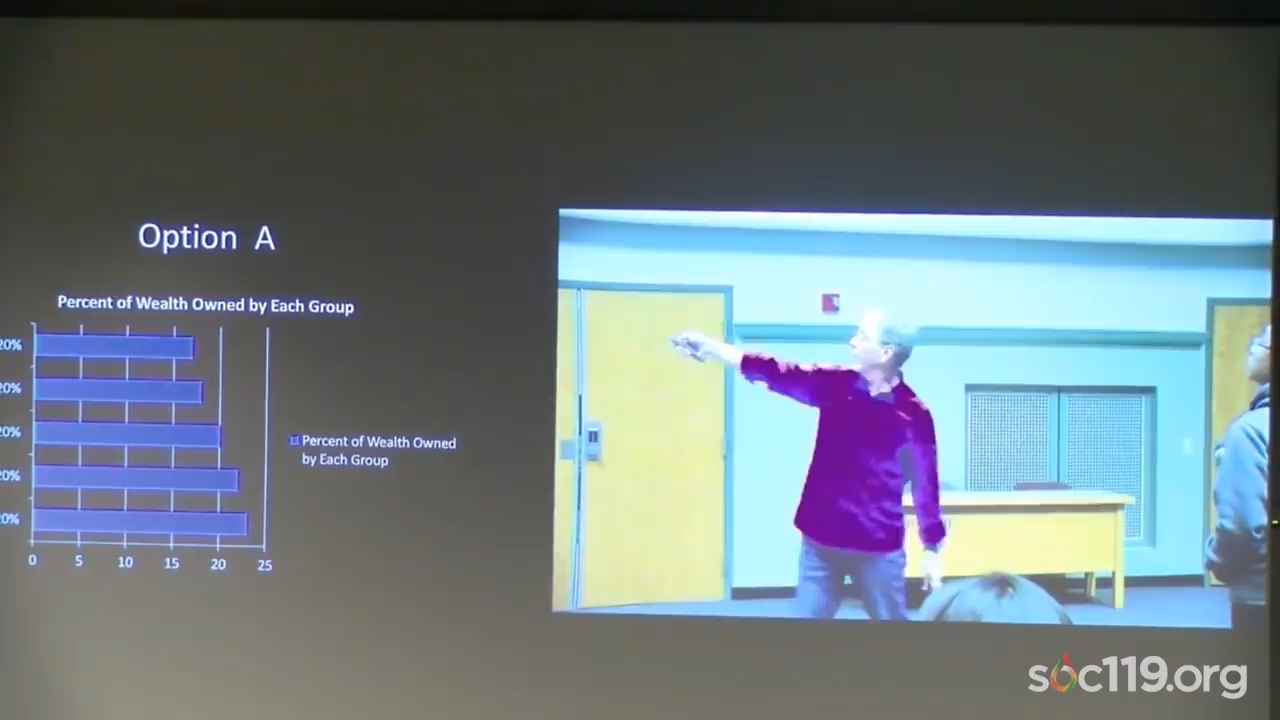 Option A
Percent of Wealth Owned by Each Group
20%
20%
20%
20%
20%
Percent of Wealth Owned
by Each Group
0 5 10 15 20 25
soc119.org